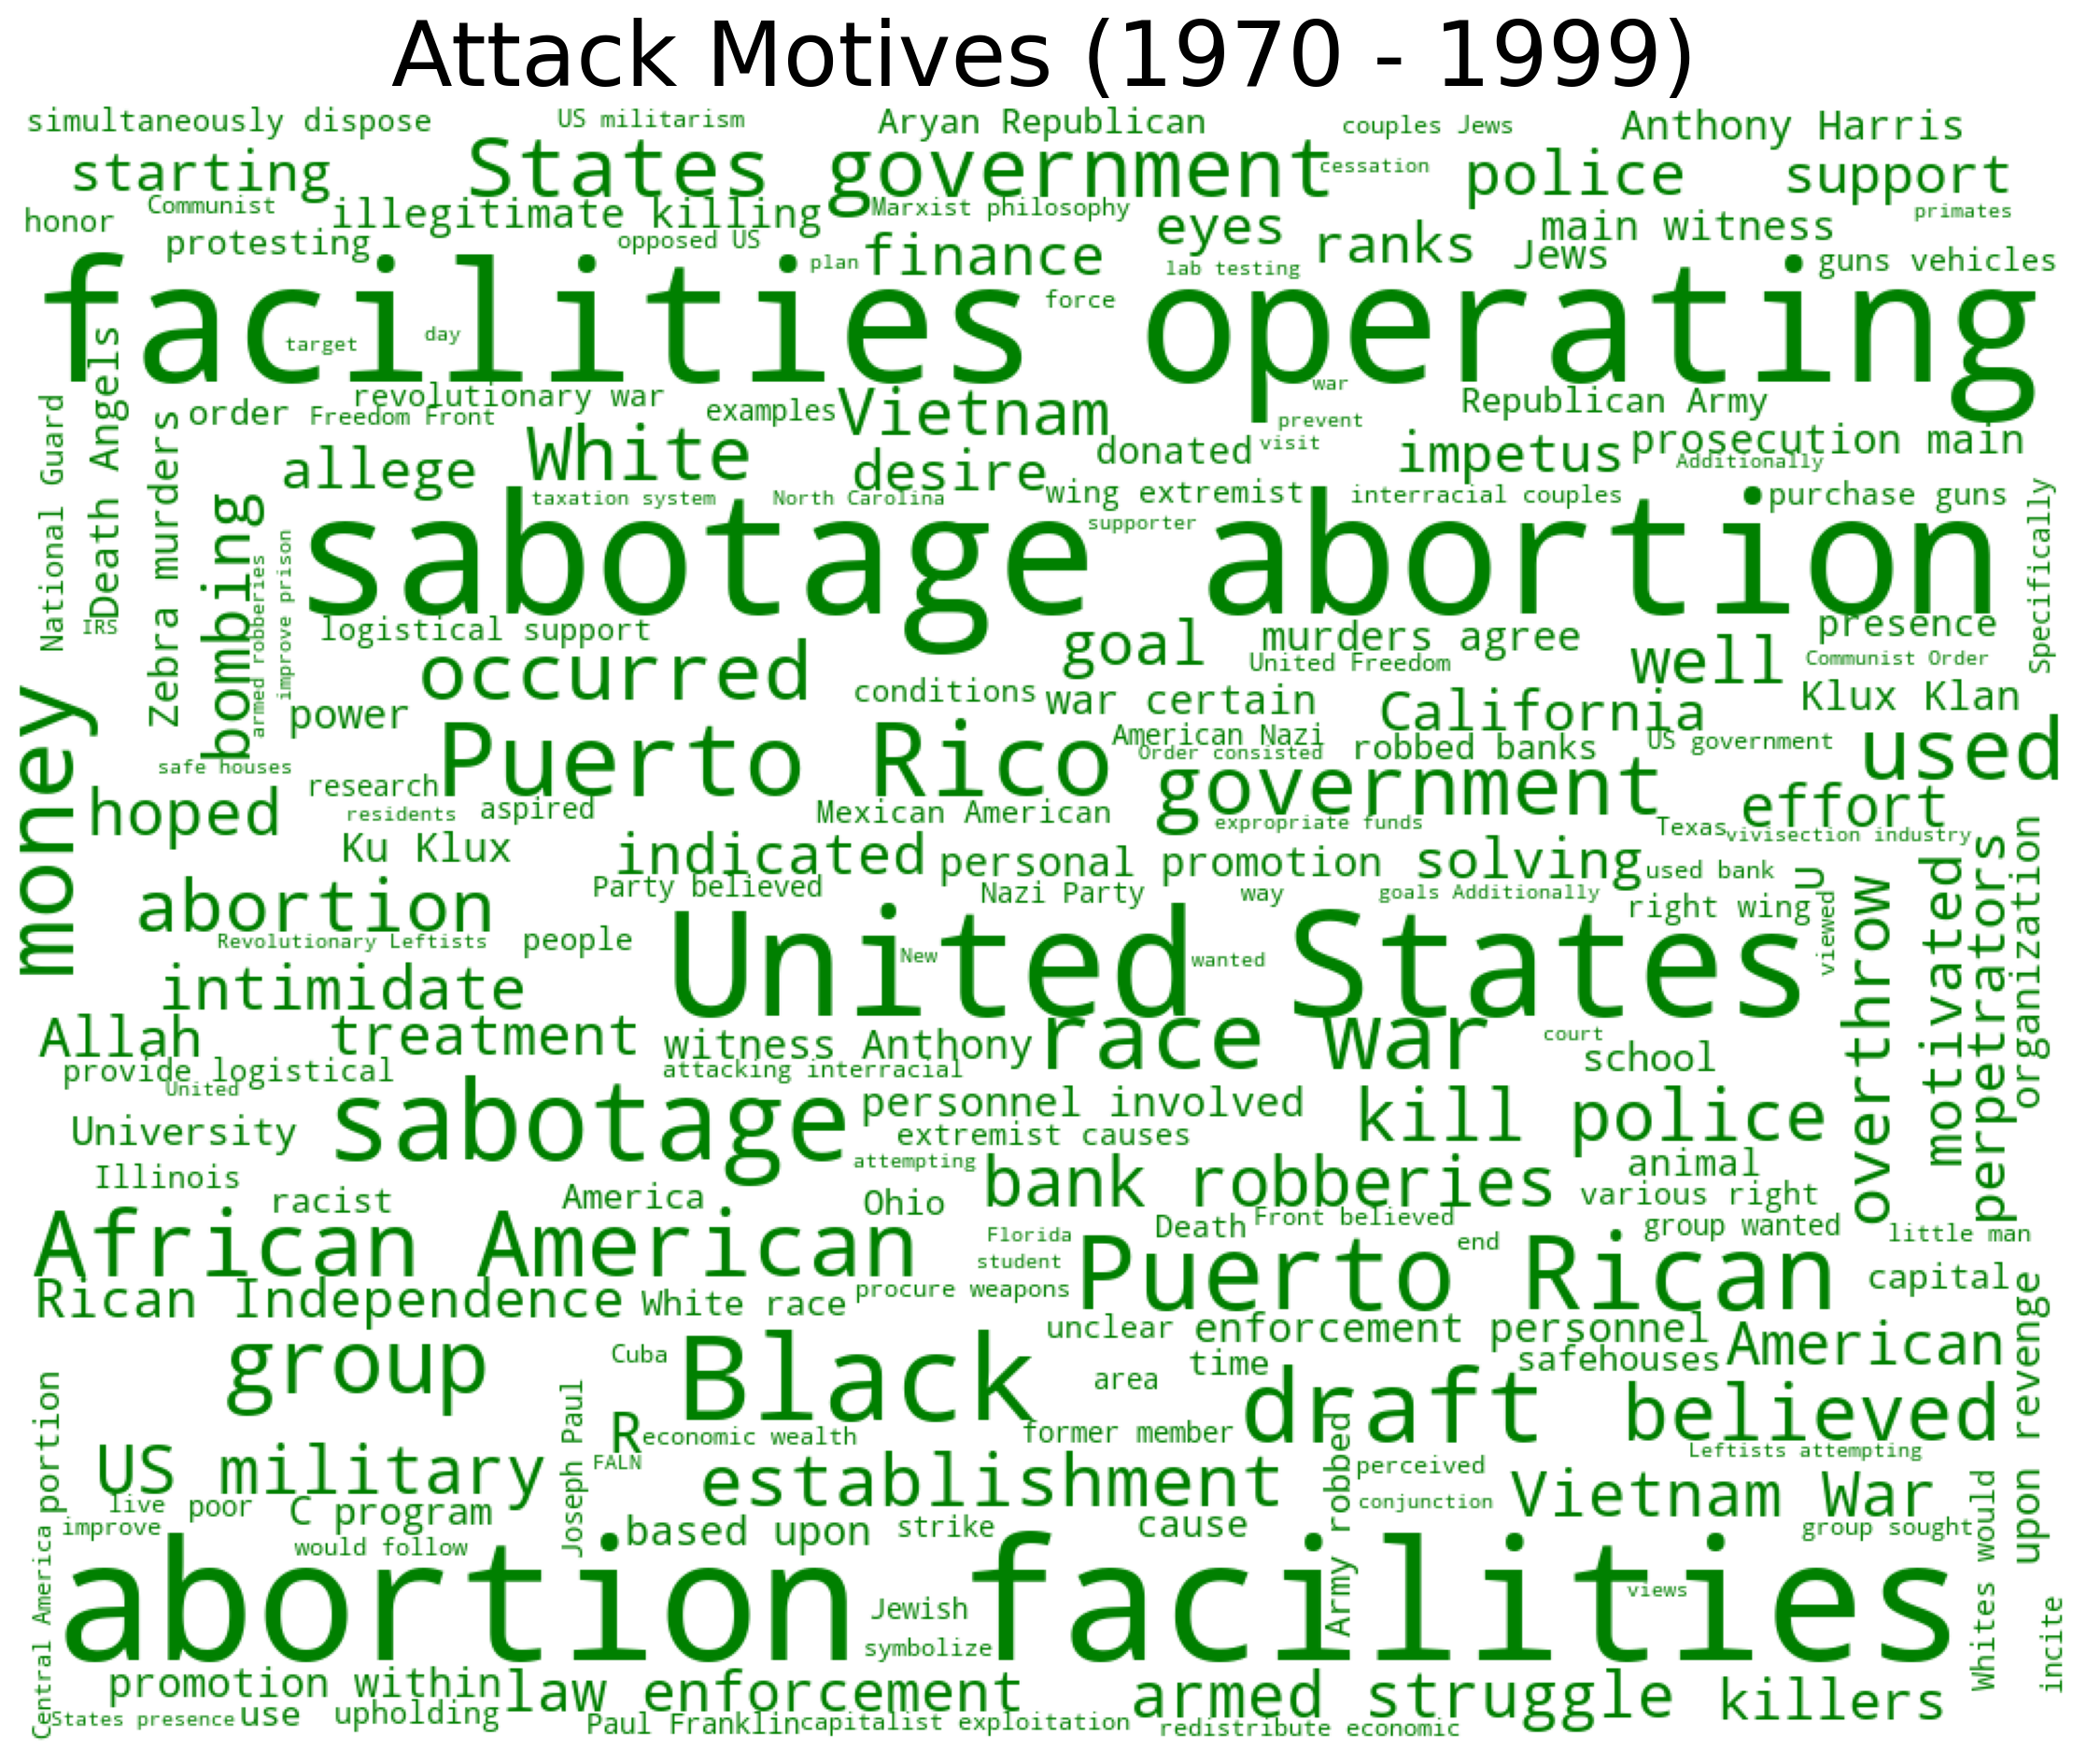 Attack Motives (1970 - 1999)
simultaneously dispose
US militarism
Aryan Republican
couples Jews
Anthony Harris
starting
States government
cessation
police
support
honor
Communist
illegitimate killing
Marxist philosophy
eyes
ranks
main witness
primates
protesting
opposed US
plan
finance
lab testing
Jews
guns vehicles
facilities operating
force
target
day
Death Angels
revolutionary war
war
National Guard
Zebra murders
order
Freedom Front
examples
Vietnam
prevent
Republican Army
allege
White
desire
donated
visit
impetus
prosecution main
Additionally
bombing
taxation system
North Carolina
wing extremist
interracial couples
purchase guns
sabotage abortion
supporter
Specifically
armed robberies
improve prison
IRS
logistical support
goal
murders agree
presence
occurred
United Freedom
well
Communist Order
money
power
conditions
war certain
California
Klux Klan
Puerto Rico
American Nazi
Order consisted
robbed banks
US government
used
safe houses
research
government
hoped
residents
aspired
Mexican American
expropriate funds
effort
Texas
vivisection industry
Ku Klux
indicated
personal promotion
solving
used bank
U
abortion
Party believed
Nazi Party
way
goals Additionally
right wing
viewed
overthrow
motivated
perpetrators
organization
Revolutionary Leftists
people
United States
New
wanted
intimidate
Allah
treatment
witness Anthony
race war
court
school
provide logistical
United
attacking interracial
University
sabotage
personnel involved
kill police
extremist causes
Illinois
attempting
bank robberies
animal
racist
America
Ohio
various right
African American
Florida
Death
Front believed
group wanted
little man
student
Puerto Rican
end
Rican Independence
White race
procure weapons
capital
group
Cuba
Black
unclear
enforcement personnel
American
upon revenge
area
time
safehouses
portion
Joseph Paul
R
economic wealth
former member
draft
believed
Leftists attempting
US military
FALN
establishment
Army robbed
perceived
Vietnam War
live
poor
C program
conjunction
Whites would
improve
based upon
strike
cause
group sought
would follow
abortion facilities
Central America
Jewish
views
symbolize
incite
promotion within
law enforcement
armed struggle
killers
States presence
use
upholding
Paul Franklin
capitalist exploitation
redistribute economic